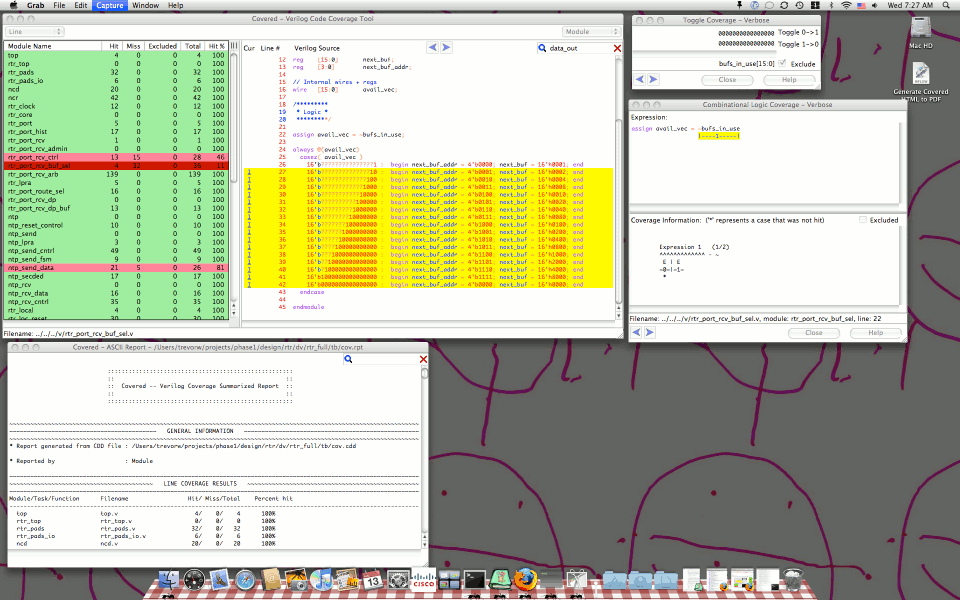 Grab File Edit Capture Window Help
Wed 7:27 AM
Covered - Verilog Code Coverage Tool
Line
Module
Module Name Hit Miss Excluded Total Hit %
top 4 0 0 4 100
rtr_top 0 0 0 0 100
rtr_pads 32 0 0 32 100
rtr_pads_io 6 0 0 6 100
ncd 20 0 0 20 100
ncr 42 0 0 42 100
rtr_clock 12 0 0 12 100
rtr_core 0 0 0 0 100
rtr_port 5 0 0 5 100
rtr_port_hist 17 0 0 17 100
rtr_port_rcv 1 0 0 1 100
rtr_port_rcv_admin 0 0 0 0 100
rtr_port_rcv_ctrl 13 15 0 28 46
rtr_port_rcv_buf_sel 4 32 0 36 11
rtr_port_rcv_arb 139 0 0 139 100
rtr_lpra 5 0 0 5 100
rtr_port_route_sel 16 0 0 16 100
rtr_port_rcv_dp 0 0 0 0 100
rtr_port_rcv_dp_buf 13 0 0 13 100
ntp 0 0 0 0 100
ntp_reset_control 10 0 0 10 100
ntp_send 0 0 0 0 100
ntp_lpra 3 0 0 3 100
ntp_send_cntrl 49 0 0 49 100
ntp_send_fsm 9 0 0 9 100
ntp_send_data 21 5 0 26 81
ntp_secded 17 0 0 17 100
ntp_rcv 0 0 0 0 100
ntp_rcv_data 16 0 0 16 100
ntp_rcv_cntrl 35 0 0 35 100
rtr_local 4 0 0 4 100
Filename: ../../../v/rtr_port_rcv_buf_sel.v
Cur Line # Verilog Source
data_out
12 reg [15:0] next_buf;
13 reg [3:0] next_buf_addr;
14
15 // Internal wires + regs
16 wire [15:0] avail_vec;
17
18 /*********
19 * Logic *
20 *********/
21
22 assign avail_vec = ~bufs_in_use;
23
24 always @(avail_vec)
25 casez( avail_vec )
26 16'b???????????????1 : begin next_buf_addr = 4'b0000; next_buf = 16'h0001; end
27 16'b??????????????10 : begin next_buf_addr = 4'b0001; next_buf = 16'h0002; end
28 16'b?????????????100 : begin next_buf_addr = 4'b0010; next_buf = 16'h0004; end
29 16'b????????????1000 : begin next_buf_addr = 4'b0011; next_buf = 16'h0008; end
30 16'b???????????10000 : begin next_buf_addr = 4'b0100; next_buf = 16'h0010; end
31 16'b??????????100000 : begin next_buf_addr = 4'b0101; next_buf = 16'h0020; end
32 16'b?????????1000000 : begin next_buf_addr = 4'b0110; next_buf = 16'h0040; end
33 16'b????????10000000 : begin next_buf_addr = 4'b0111; next_buf = 16'h0080; end
34 16'b???????100000000 : begin next_buf_addr = 4'b1000; next_buf = 16'h0100; end
35 16'b??????1000000000 : begin next_buf_addr = 4'b1001; next_buf = 16'h0200; end
36 16'b?????10000000000 : begin next_buf_addr = 4'b1010; next_buf = 16'h0400; end
37 16'b????100000000000 : begin next_buf_addr = 4'b1011; next_buf = 16'h0800; end
38 16'b???1000000000000 : begin next_buf_addr = 4'b1100; next_buf = 16'h1000; end
39 16'b??10000000000000 : begin next_buf_addr = 4'b1101; next_buf = 16'h2000; end
40 16'b?100000000000000 : begin next_buf_addr = 4'b1110; next_buf = 16'h4000; end
41 16'b1000000000000000 : begin next_buf_addr = 4'b1111; next_buf = 16'h8000; end
42 16'b0000000000000000 : begin next_buf_addr = 4'b0000; next_buf = 16'h0000; end
43 endcase
44
45 endmodule
Toggle Coverage - Verbose
0000000000000000 Toggle 0->1
0000000000000000 Toggle 1->0
bufs_in_use[15:0] Exclude
Close Help
Mac HD
Generate Covered
HTML to PDF
Combinational Logic Coverage - Verbose
Expression:
assign avail_vec = ~bufs_in_use
|-----1-----|
Coverage Information: ('*' represents a case that was not hit) Excluded
Expression 1 (1/2)
^^^^^^^^^^^^^ - ~
E | E
=0=|=1=
*
Filename: ../../../v/rtr_port_rcv_buf_sel.v, module: rtr_port_rcv_buf_sel, line: 22
Close Help
Covered - ASCII Report - /Users/trevorw/projects/phase1/design/rtr/dv/rtr_full/tb/cov.rpt
:: Covered -- Verilog Coverage Summarized Report ::
GENERAL INFORMATION
* Report generated from CDD file : /Users/trevorw/projects/phase1/design/rtr/dv/rtr_full/tb/cov.cdd
* Reported by : Module
LINE COVERAGE RESULTS
Module/Task/Function Filename Hit/ Miss/Total Percent hit
top top.v 4/ 0/ 4 100%
rtr_top rtr_top.v 0/ 0/ 0 100%
rtr_pads rtr_pads.v 32/ 0/ 32 100%
rtr_pads_io rtr_pads_io.v 6/ 0/ 6 100%
ncd ncd.v 20/ 0/ 20 100%
13
CISCO